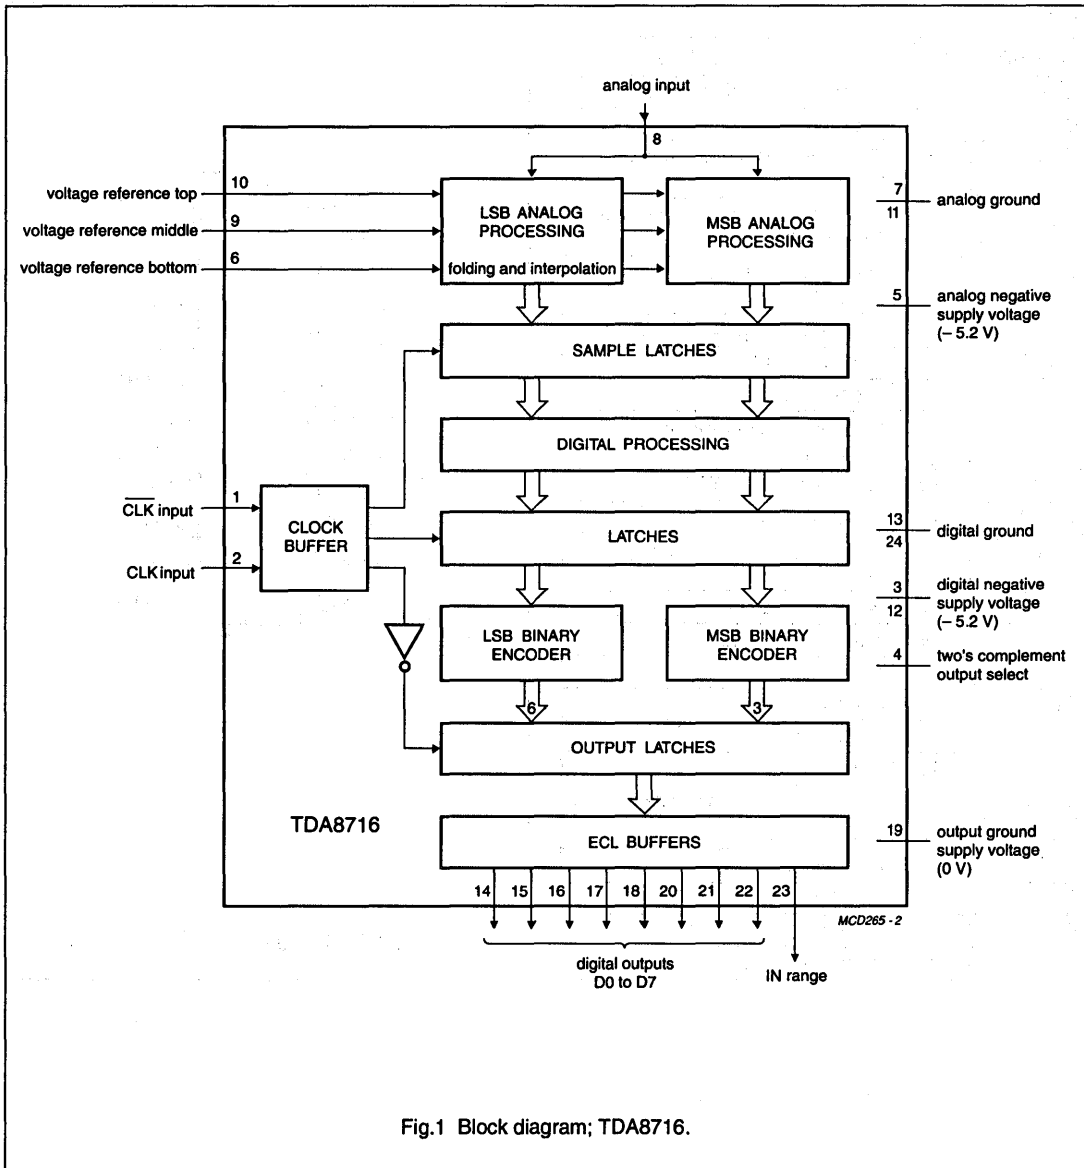 analog input
8
voltage reference top
10
voltage reference middle
9
voltage reference bottom
6
LSB ANALOG
PROCESSING
folding and interpolation
MSB ANALOG
PROCESSING
7
11
analog ground
5
analog negative
supply voltage
(– 5.2 V)
SAMPLE LATCHES
DIGITAL PROCESSING
CLK input
1
CLK input
2
CLOCK
BUFFER
LATCHES
13
24
digital ground
3
12
digital negative
supply voltage
(– 5.2 V)
LSB BINARY
ENCODER
MSB BINARY
ENCODER
4
two's complement
output select
6
3
OUTPUT LATCHES
TDA8716
ECL BUFFERS
19
output ground
supply voltage
(0 V)
14 15 16 17 18 20 21 22 23
MCD265 - 2
digital outputs
D0 to D7
IN range
Fig.1 Block diagram; TDA8716.